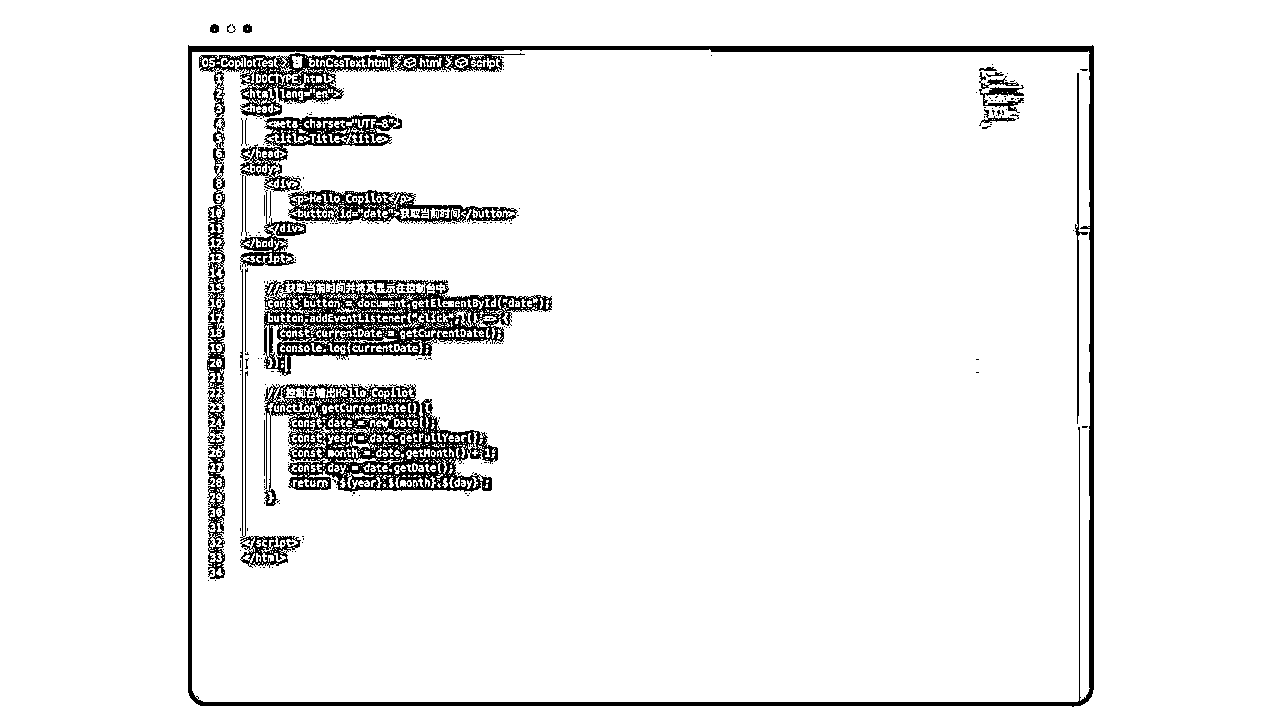 05-CopilotTest > btnCssText.html > html > script
1 <!DOCTYPE html>
2 <html lang="en">
3 <head>
4 <meta charset="UTF-8">
5 <title>Title</title>
6 </head>
7 <body>
8 <div>
9 <p>Hello Copilot</p>
10 <button id="date">获取当前时间</button>
11 </div>
12 </body>
13 <script>
14
15 // 获取当前时间并将其显示在控制台中
16 const button = document.getElementById("date");
17 button.addEventListener("click", () => {
18 const currentDate = getCurrentDate();
19 console.log(currentDate);
20 });
21
22 // 控制台输出Hello Copilot
23 function getCurrentDate() {
24 const date = new Date();
25 const year = date.getFullYear();
26 const month = date.getMonth() + 1;
27 const day = date.getDate();
28 return `${year}-${month}-${day}`;
29 }
30
31
32 </script>
33 </html>
34